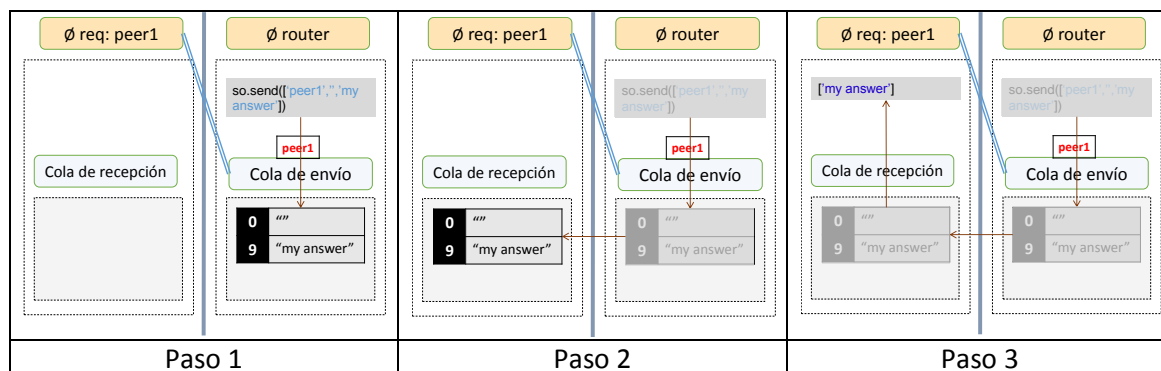 Ø req: peer1
Ø router
so.send(['peer1','','my
answer'])
peer1
Cola de recepción
Cola de envío
0 “”
9 “my answer”
Paso 1
Ø req: peer1
Ø router
so.send(['peer1','','my
answer'])
peer1
Cola de recepción
Cola de envío
0 “”
9 “my answer”
0 “”
9 “my answer”
Paso 2
Ø req: peer1
Ø router
['my answer']
so.send(['peer1','','my
answer'])
peer1
Cola de recepción
Cola de envío
0 “”
9 “my answer”
0 “”
9 “my answer”
Paso 3